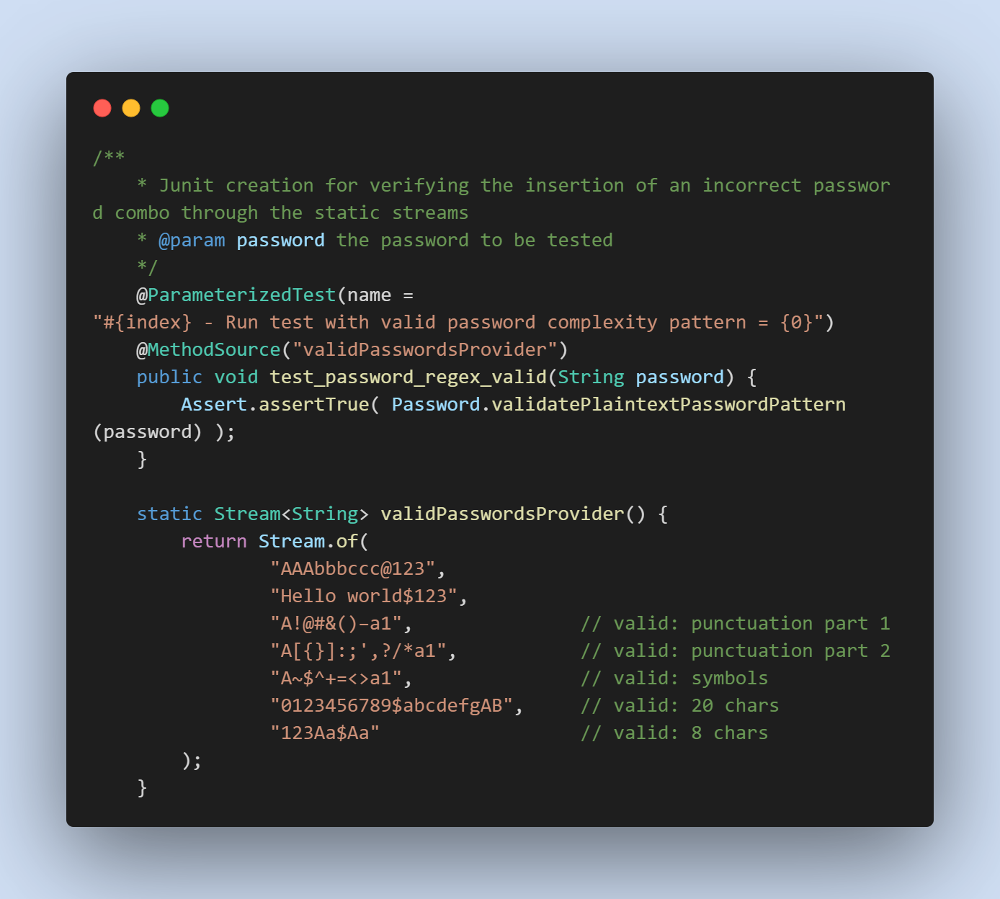 /**
    * Junit creation for verifying the insertion of an incorrect passwor
d combo through the static streams
    * @param password the password to be tested
    */
    @ParameterizedTest(name =
"#{index} - Run test with valid password complexity pattern = {0}")
    @MethodSource("validPasswordsProvider")
    public void test_password_regex_valid(String password) {
        Assert.assertTrue( Password.validatePlaintextPasswordPattern
(password) );
    }

    static Stream<String> validPasswordsProvider() {
        return Stream.of(
                "AAAbbbccc@123",
                "Hello world$123",
                "A!@#&()–a1",               // valid: punctuation part 1
                "A[{}]:;',?/*a1",           // valid: punctuation part 2
                "A~$^+=<>a1",               // valid: symbols
                "0123456789$abcdefgAB",     // valid: 20 chars
                "123Aa$Aa"                  // valid: 8 chars
        );
    }